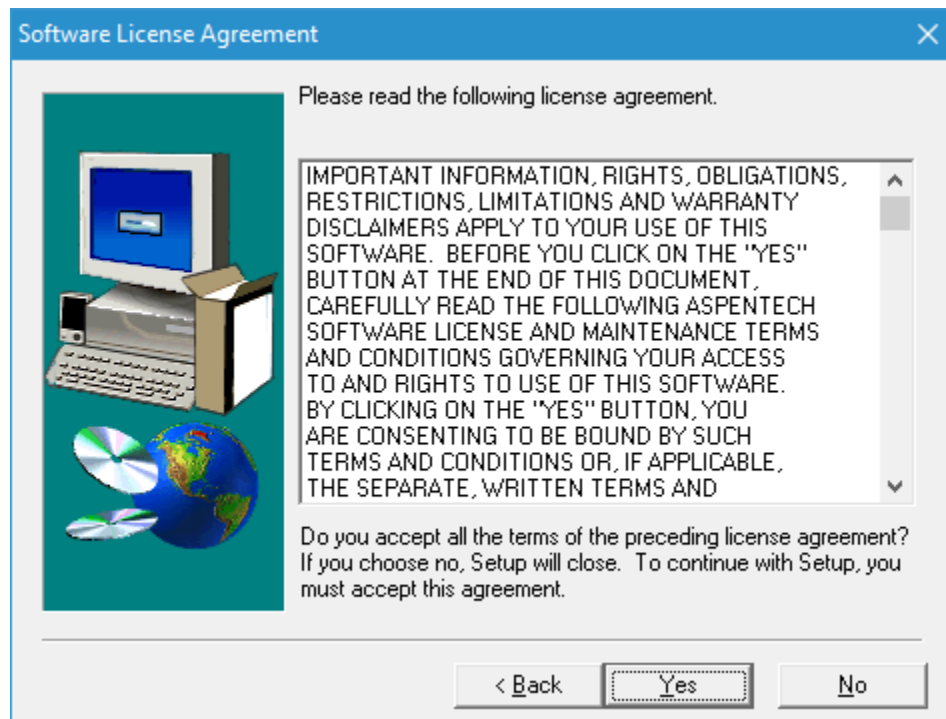 Software License Agreement
Please read the following license agreement.
IMPORTANT INFORMATION, RIGHTS, OBLIGATIONS,
RESTRICTIONS, LIMITATIONS AND WARRANTY
DISCLAIMERS APPLY TO YOUR USE OF THIS
SOFTWARE.  BEFORE YOU CLICK ON THE "YES"
BUTTON AT THE END OF THIS DOCUMENT,
CAREFULLY READ THE FOLLOWING ASPENTECH
SOFTWARE LICENSE AND MAINTENANCE TERMS
AND CONDITIONS GOVERNING YOUR ACCESS
TO AND RIGHTS TO USE OF THIS SOFTWARE.
BY CLICKING ON THE "YES" BUTTON, YOU
ARE CONSENTING TO BE BOUND BY SUCH
TERMS AND CONDITIONS OR, IF APPLICABLE,
THE SEPARATE, WRITTEN TERMS AND
Do you accept all the terms of the preceding license agreement?
If you choose no, Setup will close.  To continue with Setup, you
must accept this agreement.
< Back
Yes
No